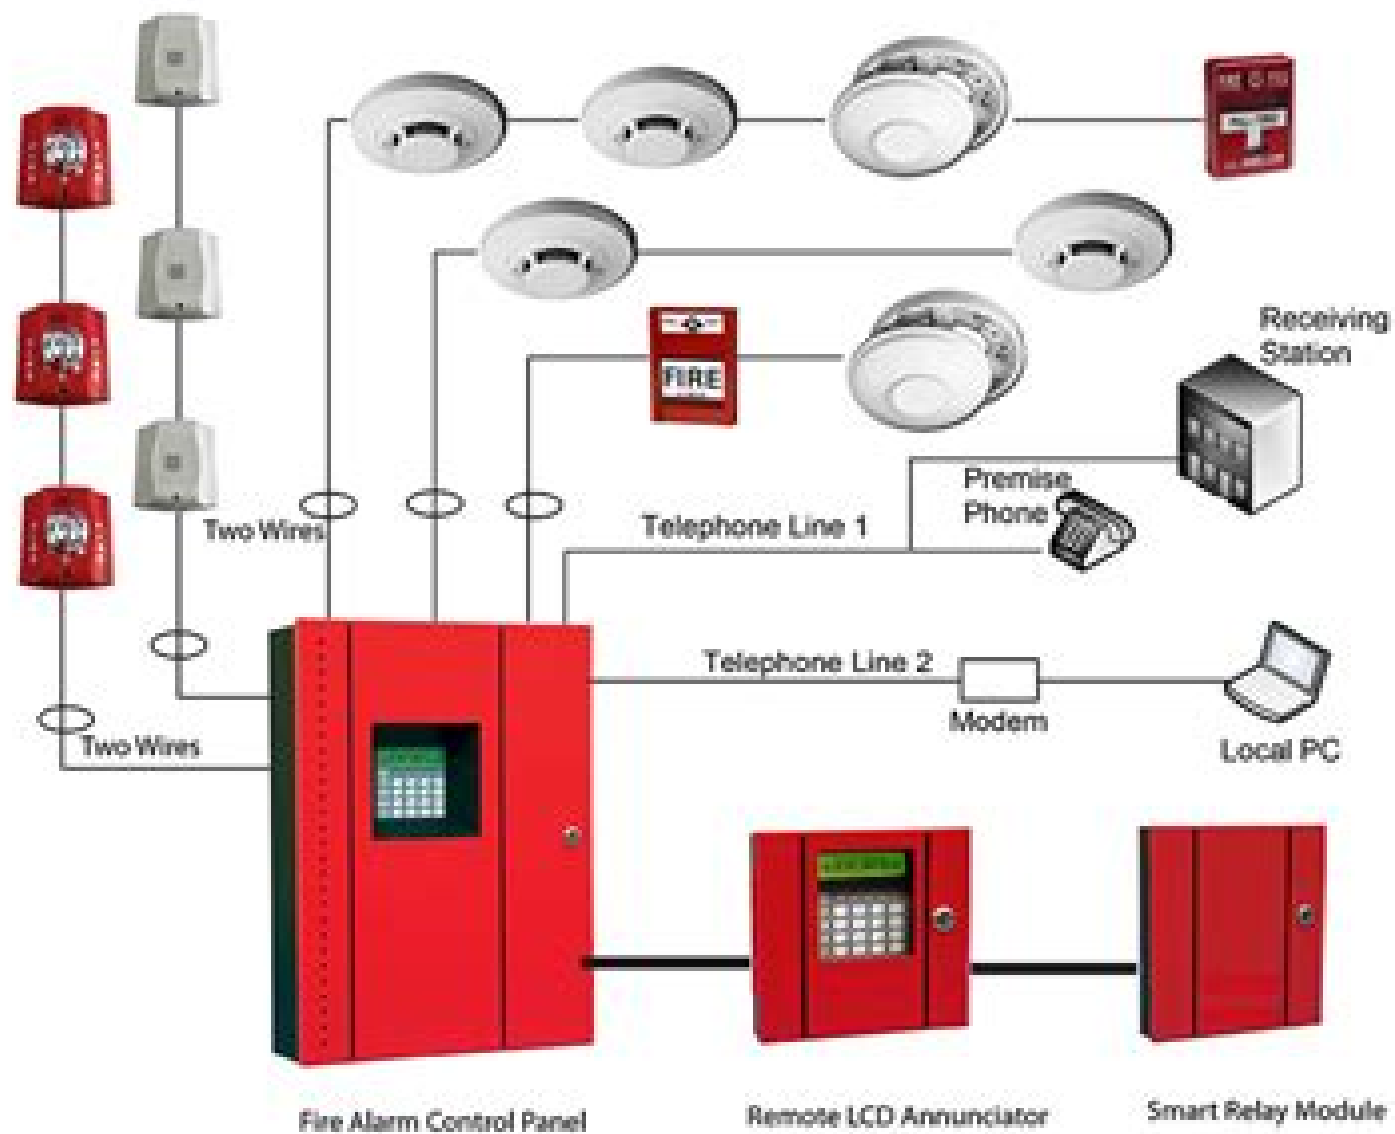 Receiving
Station
FIRE
Premise
Phone
Two Wires
Telephone Line 1
Telephone Line 2
Modem
Two Wires
Local PC
Fire Alarm Control Panel
Remote LCD Annunciator
Smart Relay Module